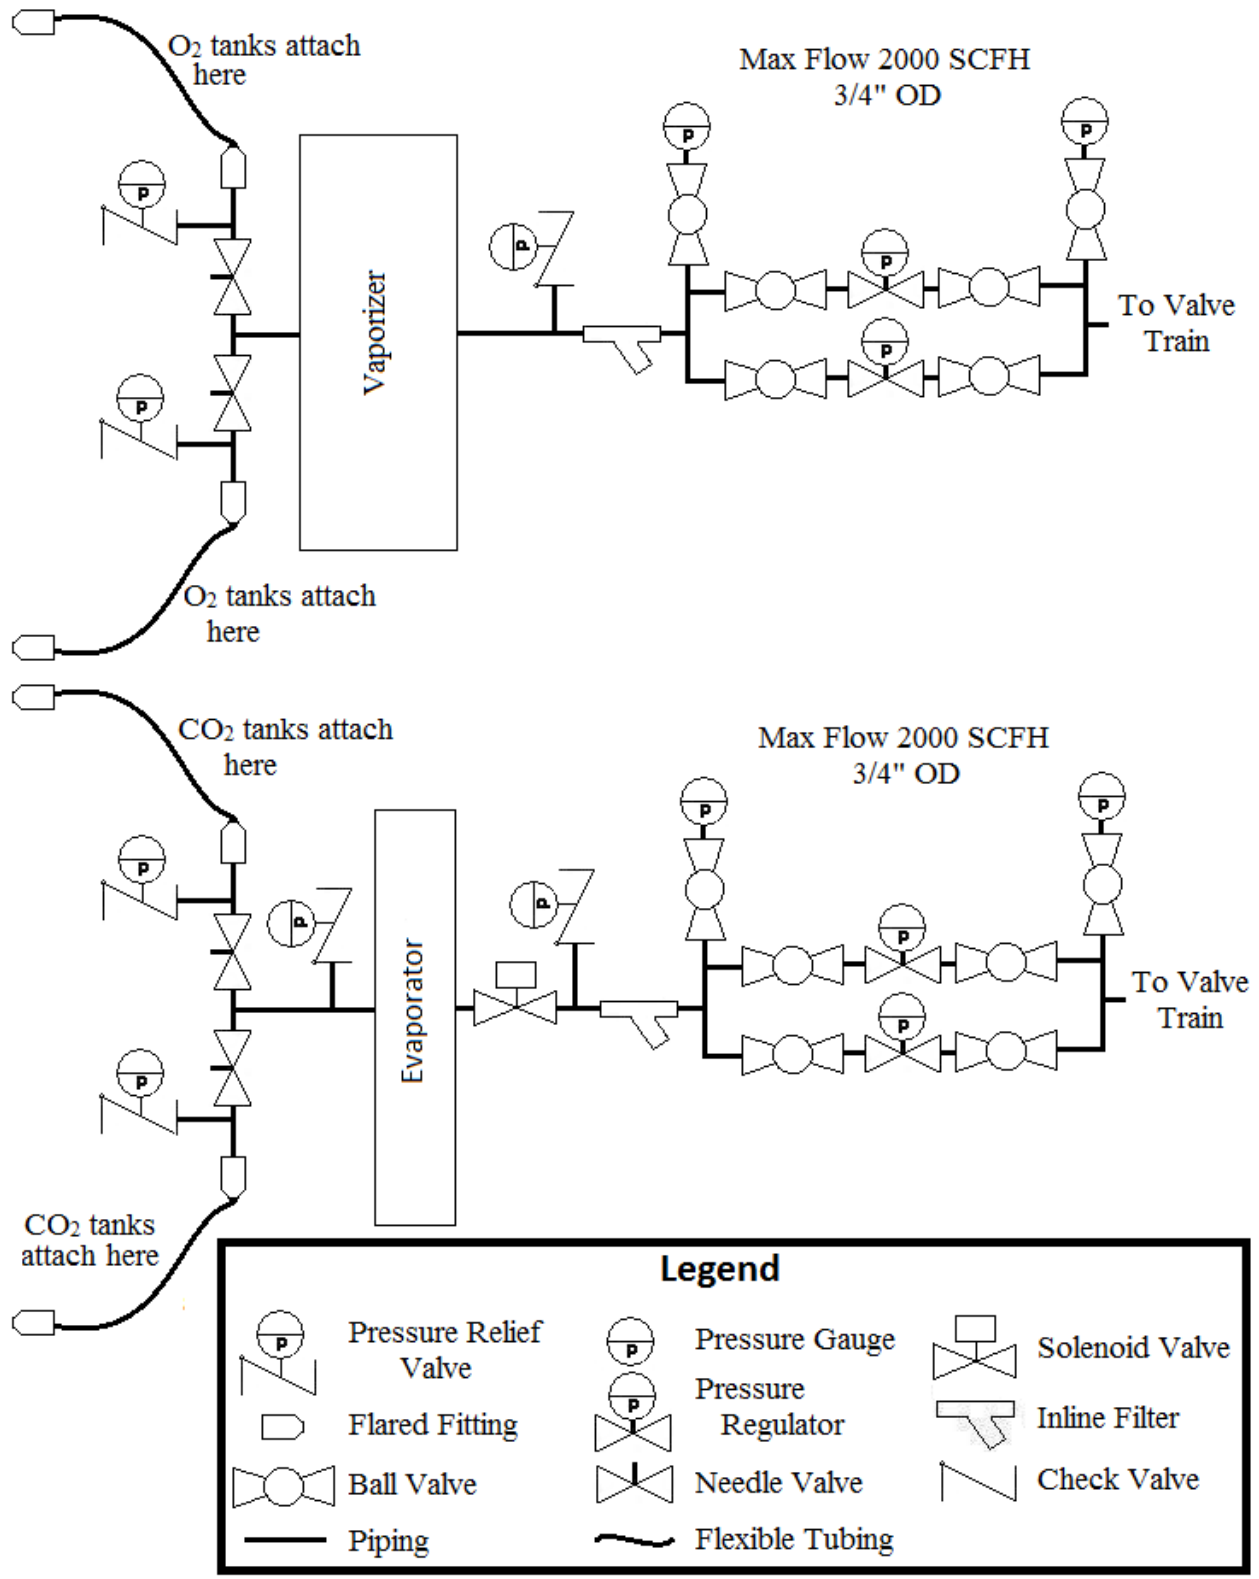 O2 tanks attach
here
Max Flow 2000 SCFH
3/4" OD
P
P
P
P
P
P
P
Vaporizer
To Valve
Train
O2 tanks attach
here
CO2 tanks attach
here
Max Flow 2000 SCFH
3/4" OD
P
P
P
P
P
P
P
P
Evaporator
To Valve
Train
CO2 tanks
attach here
Legend
P
Pressure Relief
Valve
P
Pressure Gauge
Solenoid Valve
P
Pressure
Regulator
Flared Fitting
Inline Filter
Ball Valve
Needle Valve
Check Valve
Piping
Flexible Tubing